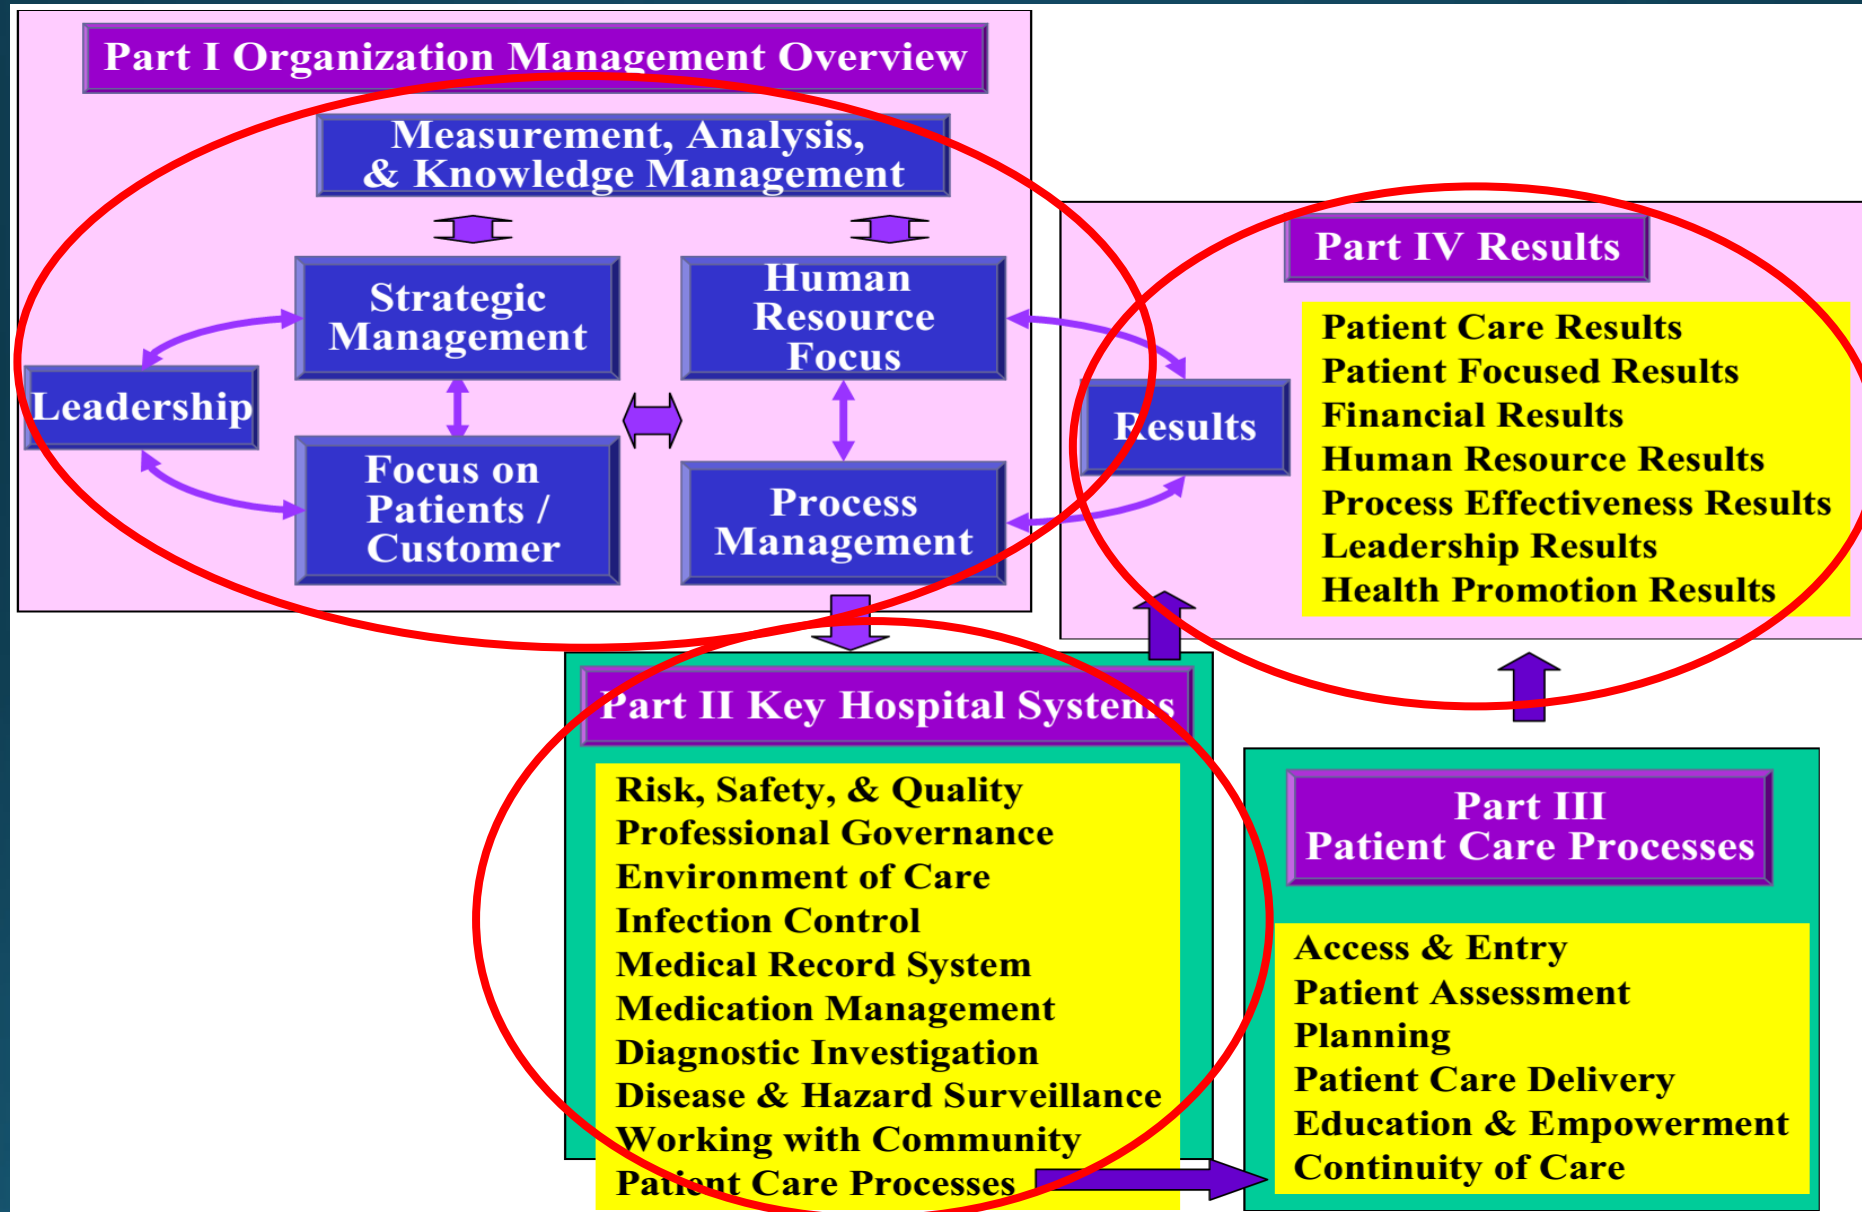 Part I Organization Management Overview
Measurement, Analysis,
& Knowledge Management
Strategic
Management
Human
Resource
Focus
Leadership
Focus on
Patients /
Customer
Process
Management
Results
Part IV Results
Patient Care Results
Patient Focused Results
Financial Results
Human Resource Results
Process Effectiveness Results
Leadership Results
Health Promotion Results
Part II Key Hospital Systems
Risk, Safety, & Quality
Professional Governance
Environment of Care
Infection Control
Medical Record System
Medication Management
Diagnostic Investigation
Disease & Hazard Surveillance
Working with Community
Patient Care Processes
Part III
Patient Care Processes
Access & Entry
Patient Assessment
Planning
Patient Care Delivery
Education & Empowerment
Continuity of Care